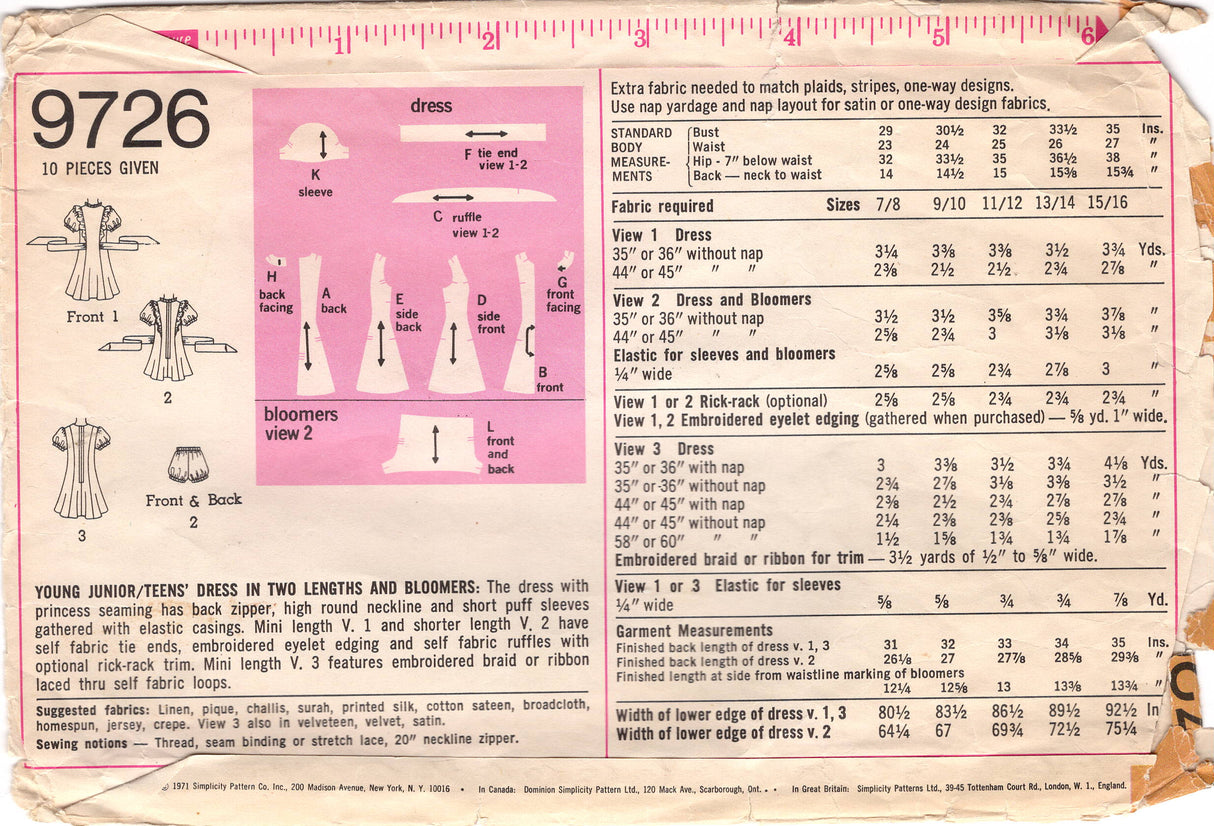 1 2 3 4 5 6
9726
10 PIECES GIVEN
Front 1
2
3
Front & Back
2
dress
K
sleeve
F tie end
view 1-2
C ruffle
view 1-2
H
back
facing
A
back
E
side
back
D
side
front
G
front
facing
B
front
bloomers
view 2
L
front
and
back
YOUNG JUNIOR/TEENS' DRESS IN TWO LENGTHS AND BLOOMERS: The dress with
princess seaming has back zipper, high round neckline and short puff sleeves
gathered with elastic casings. Mini length V. 1 and shorter length V. 2 have
self fabric tie ends, embroidered eyelet edging and self fabric ruffles with
optional rick-rack trim. Mini length V. 3 features embroidered braid or ribbon
laced thru self fabric loops.
Suggested fabrics: Linen, pique, challis, surah, printed silk, cotton sateen, broadcloth,
homespun, jersey, crepe. View 3 also in velveteen, velvet, satin.
Sewing notions — Thread, seam binding or stretch lace, 20" neckline zipper.
Extra fabric needed to match plaids, stripes, one-way designs.
Use nap yardage and nap layout for satin or one-way design fabrics.
STANDARD Bust 29 30½ 32 33½ 35 Ins.
BODY Waist 23 24 25 26 27 "
MEASURE- Hip - 7" below waist 32 33½ 35 36½ 38 "
MENTS Back — neck to waist 14 14½ 15 15⅜ 15¾ "
Fabric required Sizes 7/8 9/10 11/12 13/14 15/16
View 1 Dress
35" or 36" without nap 3¼ 3⅜ 3⅜ 3½ 3¾ Yds.
44" or 45" " " 2⅜ 2½ 2½ 2¾ 2⅞ "
View 2 Dress and Bloomers
35" or 36" without nap 3½ 3½ 3⅝ 3¾ 3⅞ "
44" or 45" " " 2⅝ 2¾ 3 3⅛ 3⅛ "
Elastic for sleeves and bloomers
¼" wide 2⅝ 2⅝ 2¾ 2⅞ 3 "
View 1 or 2 Rick-rack (optional) 2⅝ 2⅝ 2¾ 2¾ 2¾ "
View 1, 2 Embroidered eyelet edging (gathered when purchased) — ⅝ yd. 1" wide.
View 3 Dress
35" or 36" with nap 3 3⅜ 3½ 3¾ 4⅛ Yds.
35" or 36" without nap 2¾ 2⅞ 3⅛ 3⅜ 3½ "
44" or 45" with nap 2⅜ 2½ 2¾ 2⅞ 2⅞ "
44" or 45" without nap 2¼ 2⅜ 2⅜ 2⅝ 2¾ "
58" or 60" " " 1½ 1⅝ 1¾ 1¾ 1⅞ "
Embroidered braid or ribbon for trim — 3½ yards of ½" to ⅝" wide.
View 1 or 3 Elastic for sleeves
¼" wide ⅝ ⅝ ¾ ¾ ⅞ Yd.
Garment Measurements
Finished back length of dress v. 1, 3 31 32 33 34 35 Ins.
Finished back length of dress v. 2 26⅛ 27 27⅞ 28⅝ 29⅜ "
Finished length at side from waistline marking of bloomers
12¼ 12⅝ 13 13⅜ 13¾ "
Width of lower edge of dress v. 1, 3 80½ 83½ 86½ 89½ 92½ In
Width of lower edge of dress v. 2 64¼ 67 69¾ 72½ 75¼
© 1971 Simplicity Pattern Co. Inc., 200 Madison Avenue, New York, N. Y. 10016 • In Canada: Dominion Simplicity Pattern Ltd., 120 Mack Ave., Scarborough, Ont. . • In Great Britain: Simplicity Patterns Ltd., 39-45 Tottenham Court Rd., London, W. 1., England.